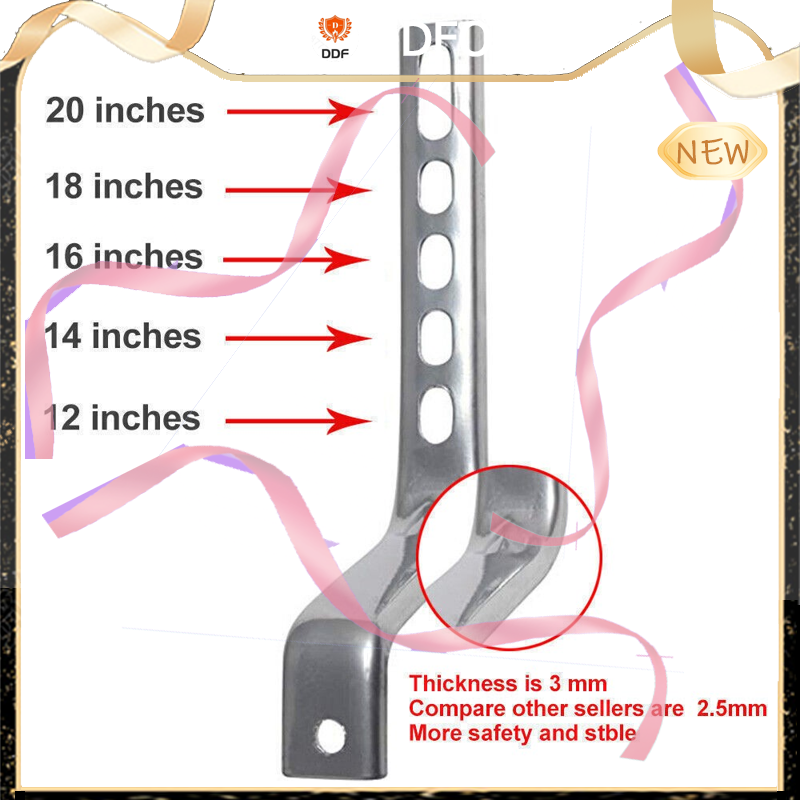 DDF
20 inches
18 inches
NEW
16 inches
14 inches
12 inches
Thickness is 3 mm
Compare other sellers are 2.5mm
More safety and stble